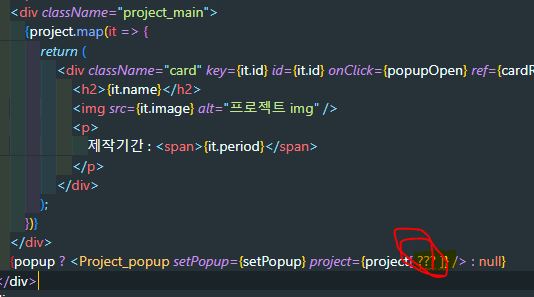 <div className="project_main">
{project.map(it => {
return (
<div className="card" key={it.id} id={it.id} onClick={popupOpen} ref={cardR
<h2>{it.name}</h2>
<img src={it.image} alt="프로젝트 img" />
<p>
제작기간 : <span>{it.period}</span>
</p>
</div>
);
})}
</div>
{popup ? <Project_popup setPopup={setPopup} project={project[ ??? ]} /> : null}
</div>